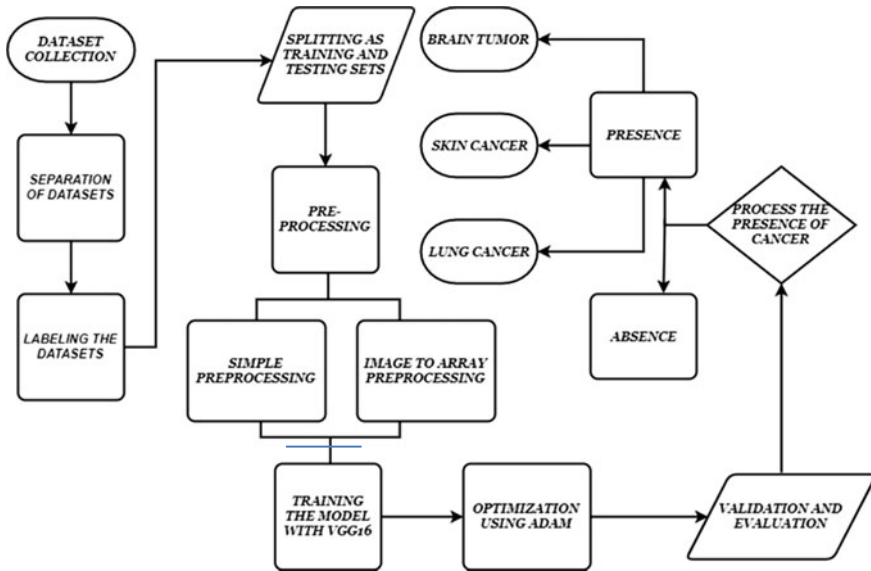 DATASET
COLLECTION
SEPARATION
OF DATASETS
LABELING THE
DATASETS
SPLITTING AS
TRAINING AND
TESTING SETS
PRE-
PROCESSING
SIMPLE
PREPROCESSING
IMAGE TO ARRAY
PREPROCESSING
TRAINING
THE MODEL
WITH VGG16
OPTIMIZATION
USING ADAM
VALIDATION AND
EVALUATION
PROCESS THE
PRESENCE OF
CANCER
PRESENCE
ABSENCE
BRAIN TUMOR
SKIN CANCER
LUNG CANCER